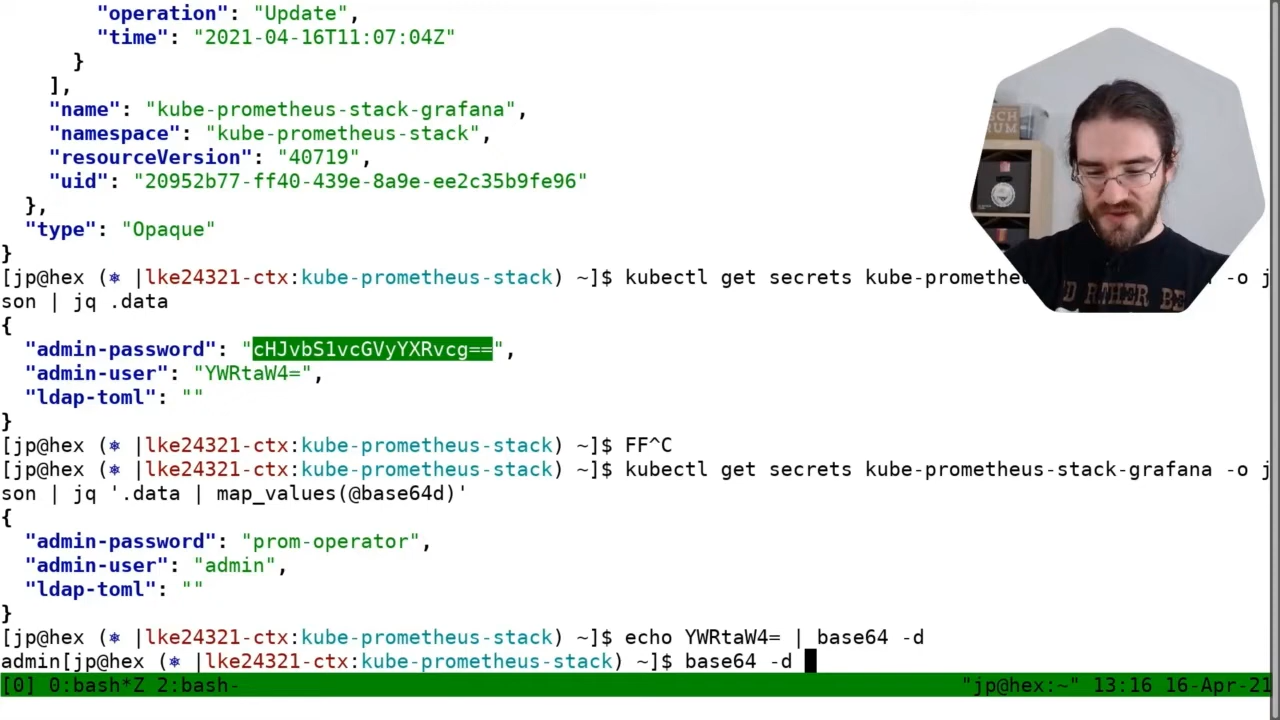 "operation": "Update",
"time": "2021-04-16T11:07:04Z"
}
],
"name": "kube-prometheus-stack-grafana",
"namespace": "kube-prometheus-stack",
"resourceVersion": "40719",
"uid": "20952b77-ff40-439e-8a9e-ee2c35b9fe96"
},
"type": "Opaque"
}
[jp@hex (⎈ |lke24321-ctx:kube-prometheus-stack) ~]$ kubectl get secrets -o j
son | jq .data
{
"admin-password": "cHJvbS1vcGVyYXRvcg==",
"admin-user": "YWRtaW4=",
"ldap-toml": ""
}
[jp@hex (⎈ |lke24321-ctx:kube-prometheus-stack) ~]$ FF^C
[jp@hex (⎈ |lke24321-ctx:kube-prometheus-stack) ~]$ kubectl get secrets kube-prometheus-stack-grafana -o j
son | jq '.data | map_values(@base64d)'
{
"admin-password": "prom-operator",
"admin-user": "admin",
"ldap-toml": ""
}
[jp@hex (⎈ |lke24321-ctx:kube-prometheus-stack) ~]$ echo YWRtaW4= | base64 -d
admin[jp@hex (⎈ |lke24321-ctx:kube-prometheus-stack) ~]$ base64 -d
[0] 0:bash*Z 2:bash- "jp@hex:~" 13:16 16-Apr-21